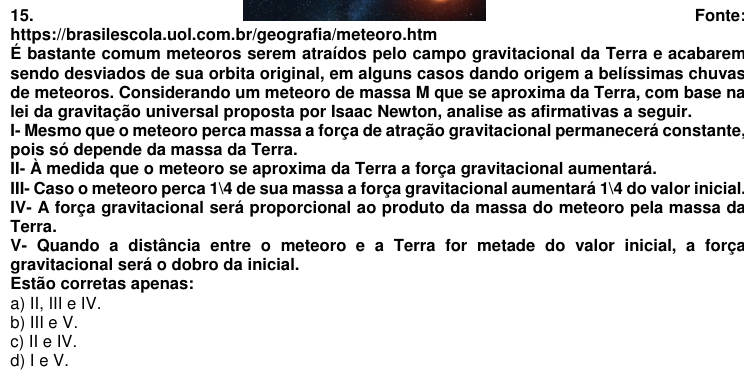 15. Fonte:
https://brasilescola.uol.com.br/geografia/meteoro.htm
É bastante comum meteoros serem atraídos pelo campo gravitacional da Terra e acabarem
sendo desviados de sua orbita original, em alguns casos dando origem a belíssimas chuvas
de meteoros. Considerando um meteoro de massa M que se aproxima da Terra, com base na
lei da gravitação universal proposta por Isaac Newton, analise as afirmativas a seguir.
I- Mesmo que o meteoro perca massa a força de atração gravitacional permanecerá constante,
pois só depende da massa da Terra.
II- À medida que o meteoro se aproxima da Terra a força gravitacional aumentará.
III- Caso o meteoro perca 1\4 de sua massa a força gravitacional aumentará 1\4 do valor inicial.
IV- A força gravitacional será proporcional ao produto da massa do meteoro pela massa da
Terra.
V- Quando a distância entre o meteoro e a Terra for metade do valor inicial, a força
gravitacional será o dobro da inicial.
Estão corretas apenas:
a) II, III e IV.
b) III e V.
c) II e IV.
d) I e V.